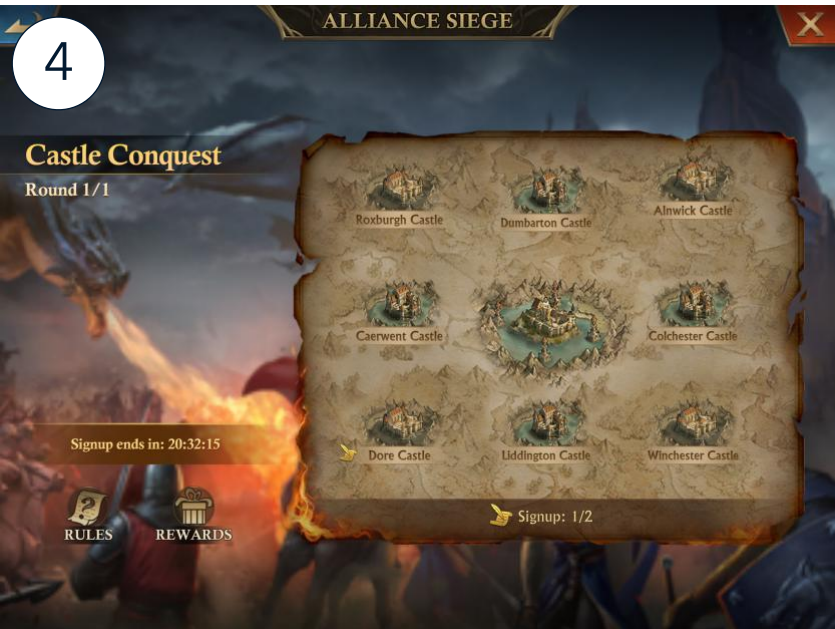 ALLIANCE SIEGE
4
Castle Conquest
Round 1/1
Roxburgh Castle
Dumbarton Castle
Alnwick Castle
Caerwent Castle
Colchester Castle
Dore Castle
Liddington Castle
Winchester Castle
Signup ends in: 20:32:15
RULES
REWARDS
Signup: 1/2